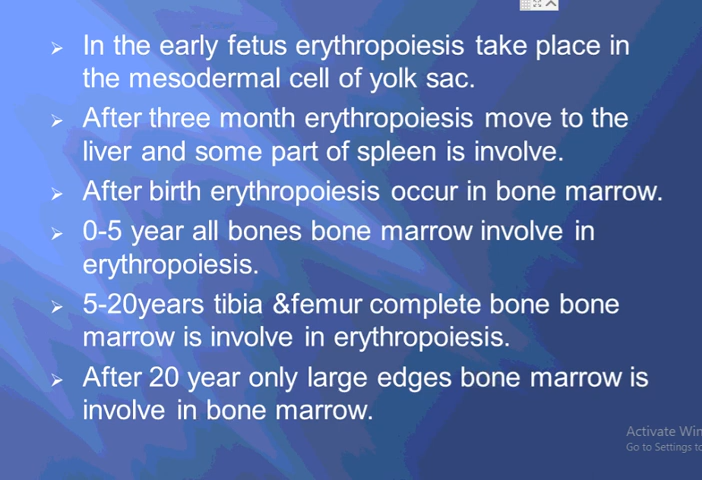 In the early fetus erythropoiesis take place in
the mesodermal cell of yolk sac.
After three month erythropoiesis move to the
liver and some part of spleen is involve.
After birth erythropoiesis occur in bone marrow.
0-5 year all bones bone marrow involve in
erythropoiesis.
5-20years tibia &femur complete bone bone
marrow is involve in erythropoiesis.
After 20 year only large edges bone marrow is
involve in bone marrow.
Activate Win
Go to Settings to